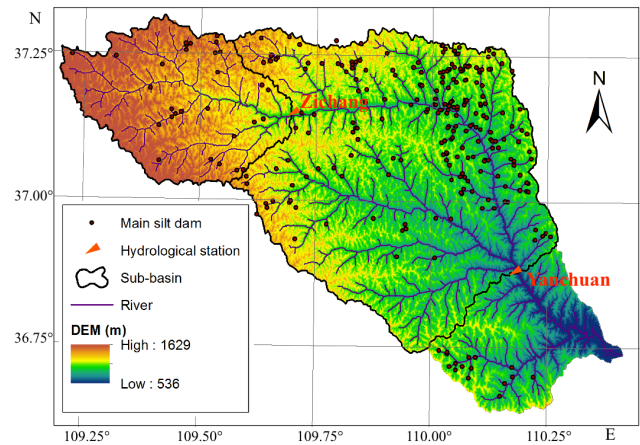 N
37.25°
37.00°
36.75°
N
Zichang
Yanchuan
Main silt dam
Hydrological station
Sub-basin
River
DEM (m)
High : 1629
Low : 536
109.25° 109.50° 109.75° 110.00° 110.25° E